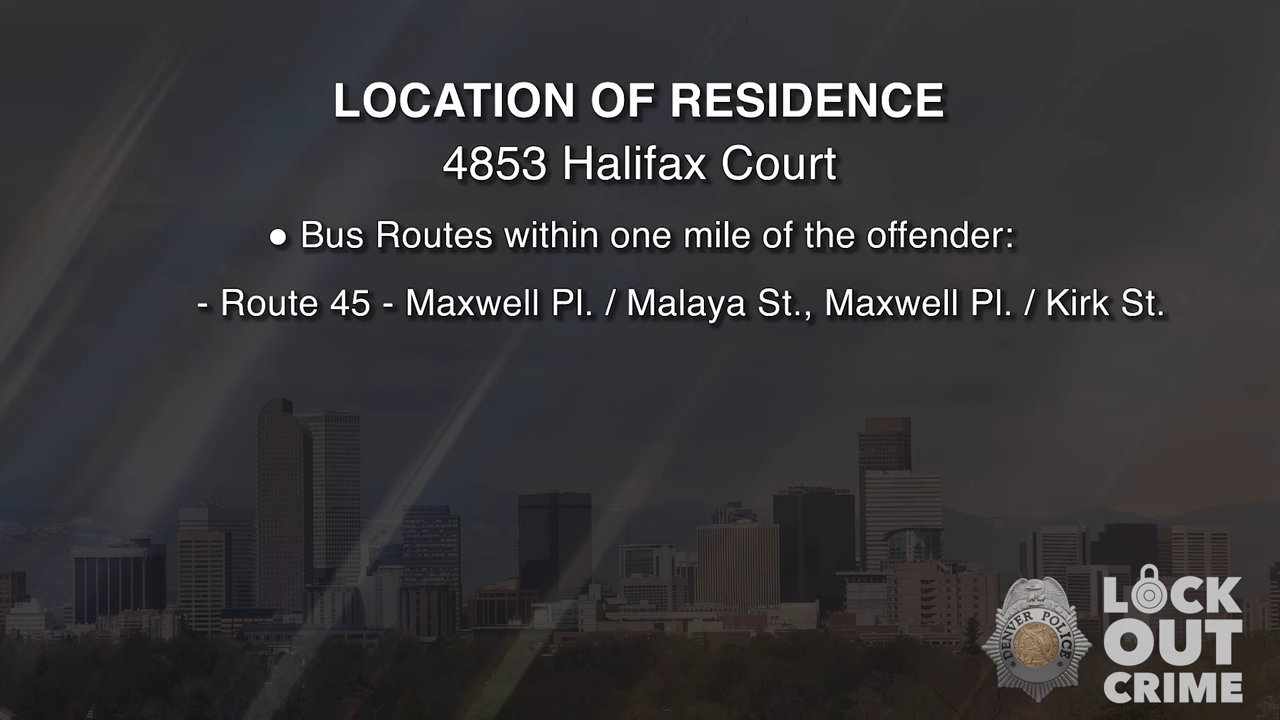 LOCATION OF RESIDENCE
4853 Halifax Court
● Bus Routes within one mile of the offender:
- Route 45 - Maxwell Pl. / Malaya St., Maxwell Pl. / Kirk St.
DENVER POLICE
LOCK
OUT
CRIME